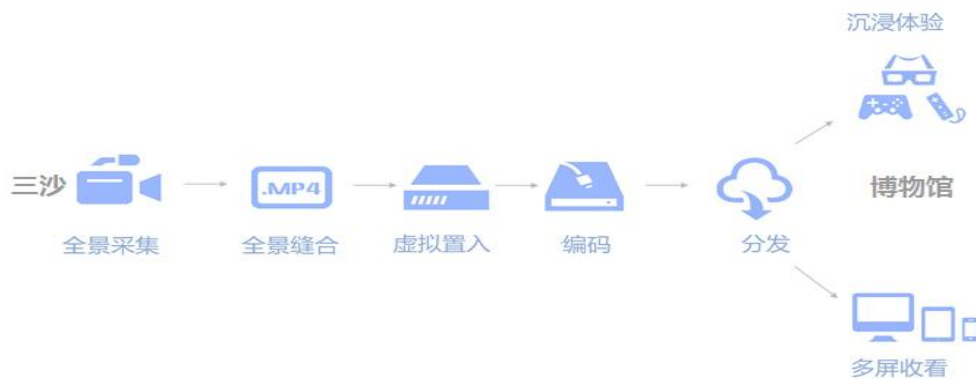 沉浸体验
三沙
.MP4
博物馆
全景采集
全景缝合
虚拟置入
编码
分发
多屏收看